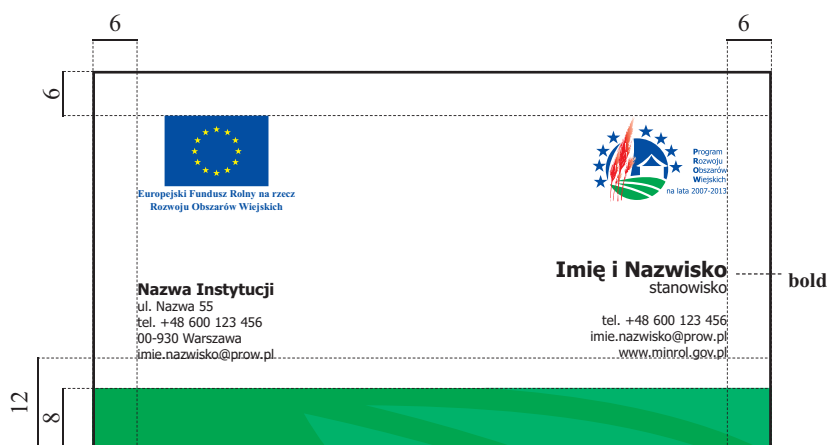 6
6
6
Europejski Fundusz Rolny na rzecz
Rozwoju Obszarów Wiejskich
Program
Rozwoju
Obszarów
Wiejskich
na lata 2007-2013
Imię i Nazwisko
stanowisko
bold
Nazwa Instytucji
ul. Nazwa 55
tel. +48 600 123 456
00-930 Warszawa
imie.nazwisko@prow.pl
tel. +48 600 123 456
imie.nazwisko@prow.pl
www.minrol.gov.pl
12
8